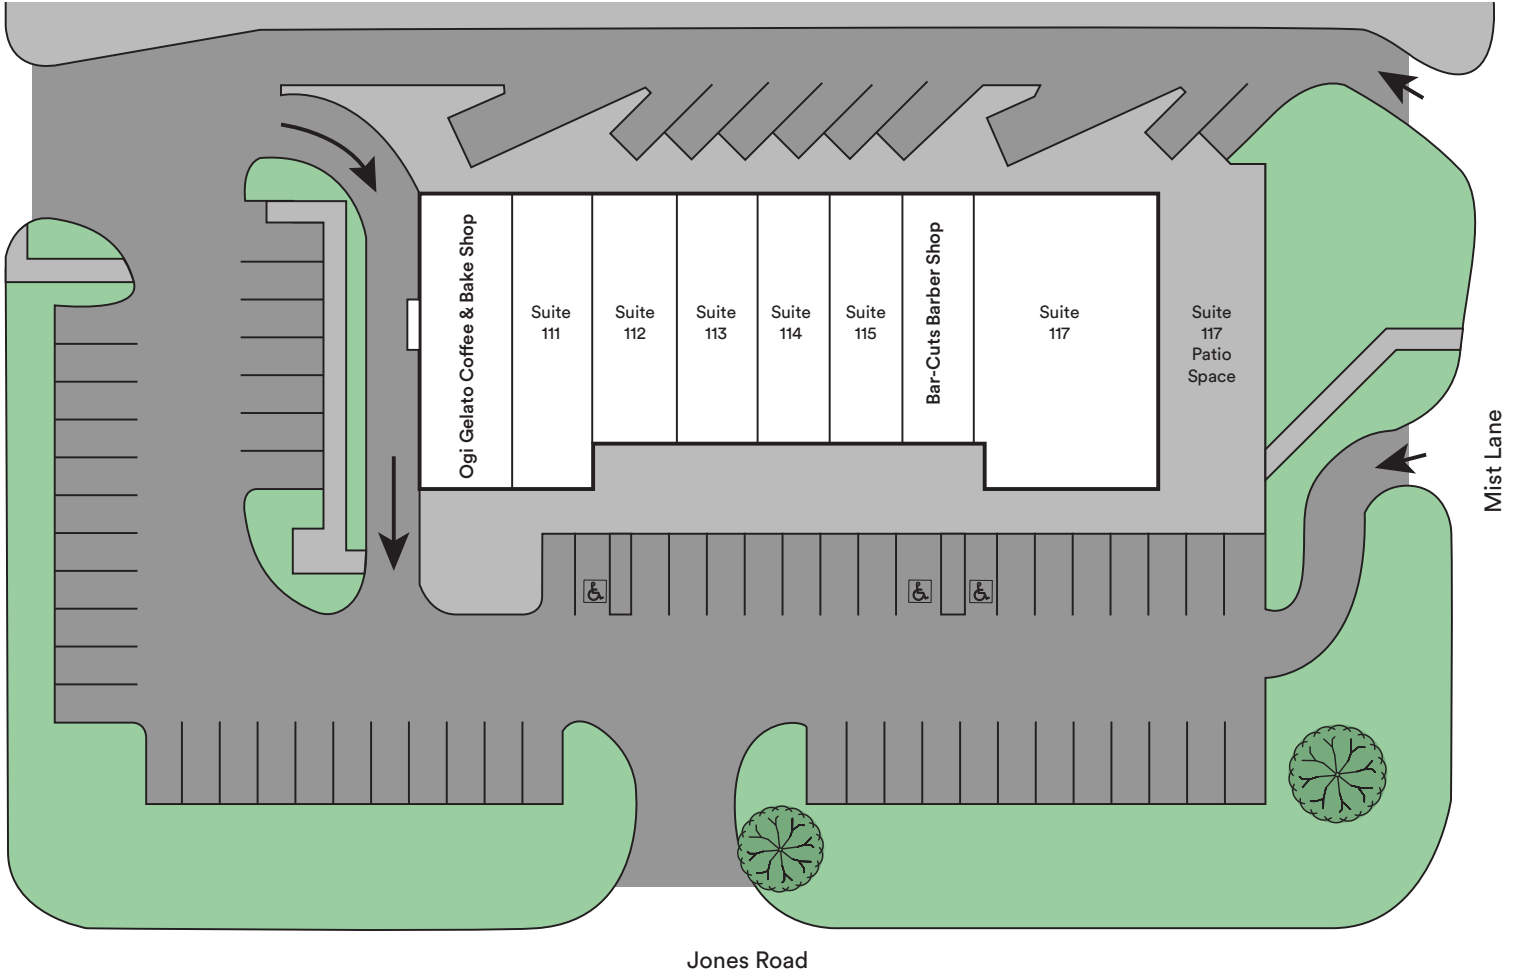 Ogi Gelato Coffee & Bake Shop
Suite
111
Suite
112
Suite
113
Suite
114
Suite
115
Bar-Cuts Barber Shop
Suite
117
Suite
117
Patio
Space
Mist Lane
Jones Road